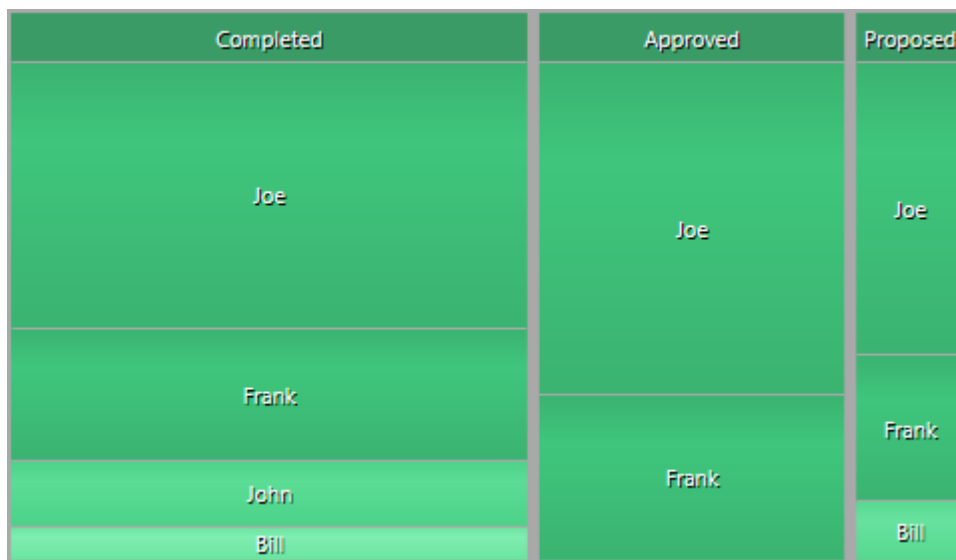 Completed
Joe
Frank
John
Bill
Approved
Joe
Frank
Proposed
Joe
Frank
Bill